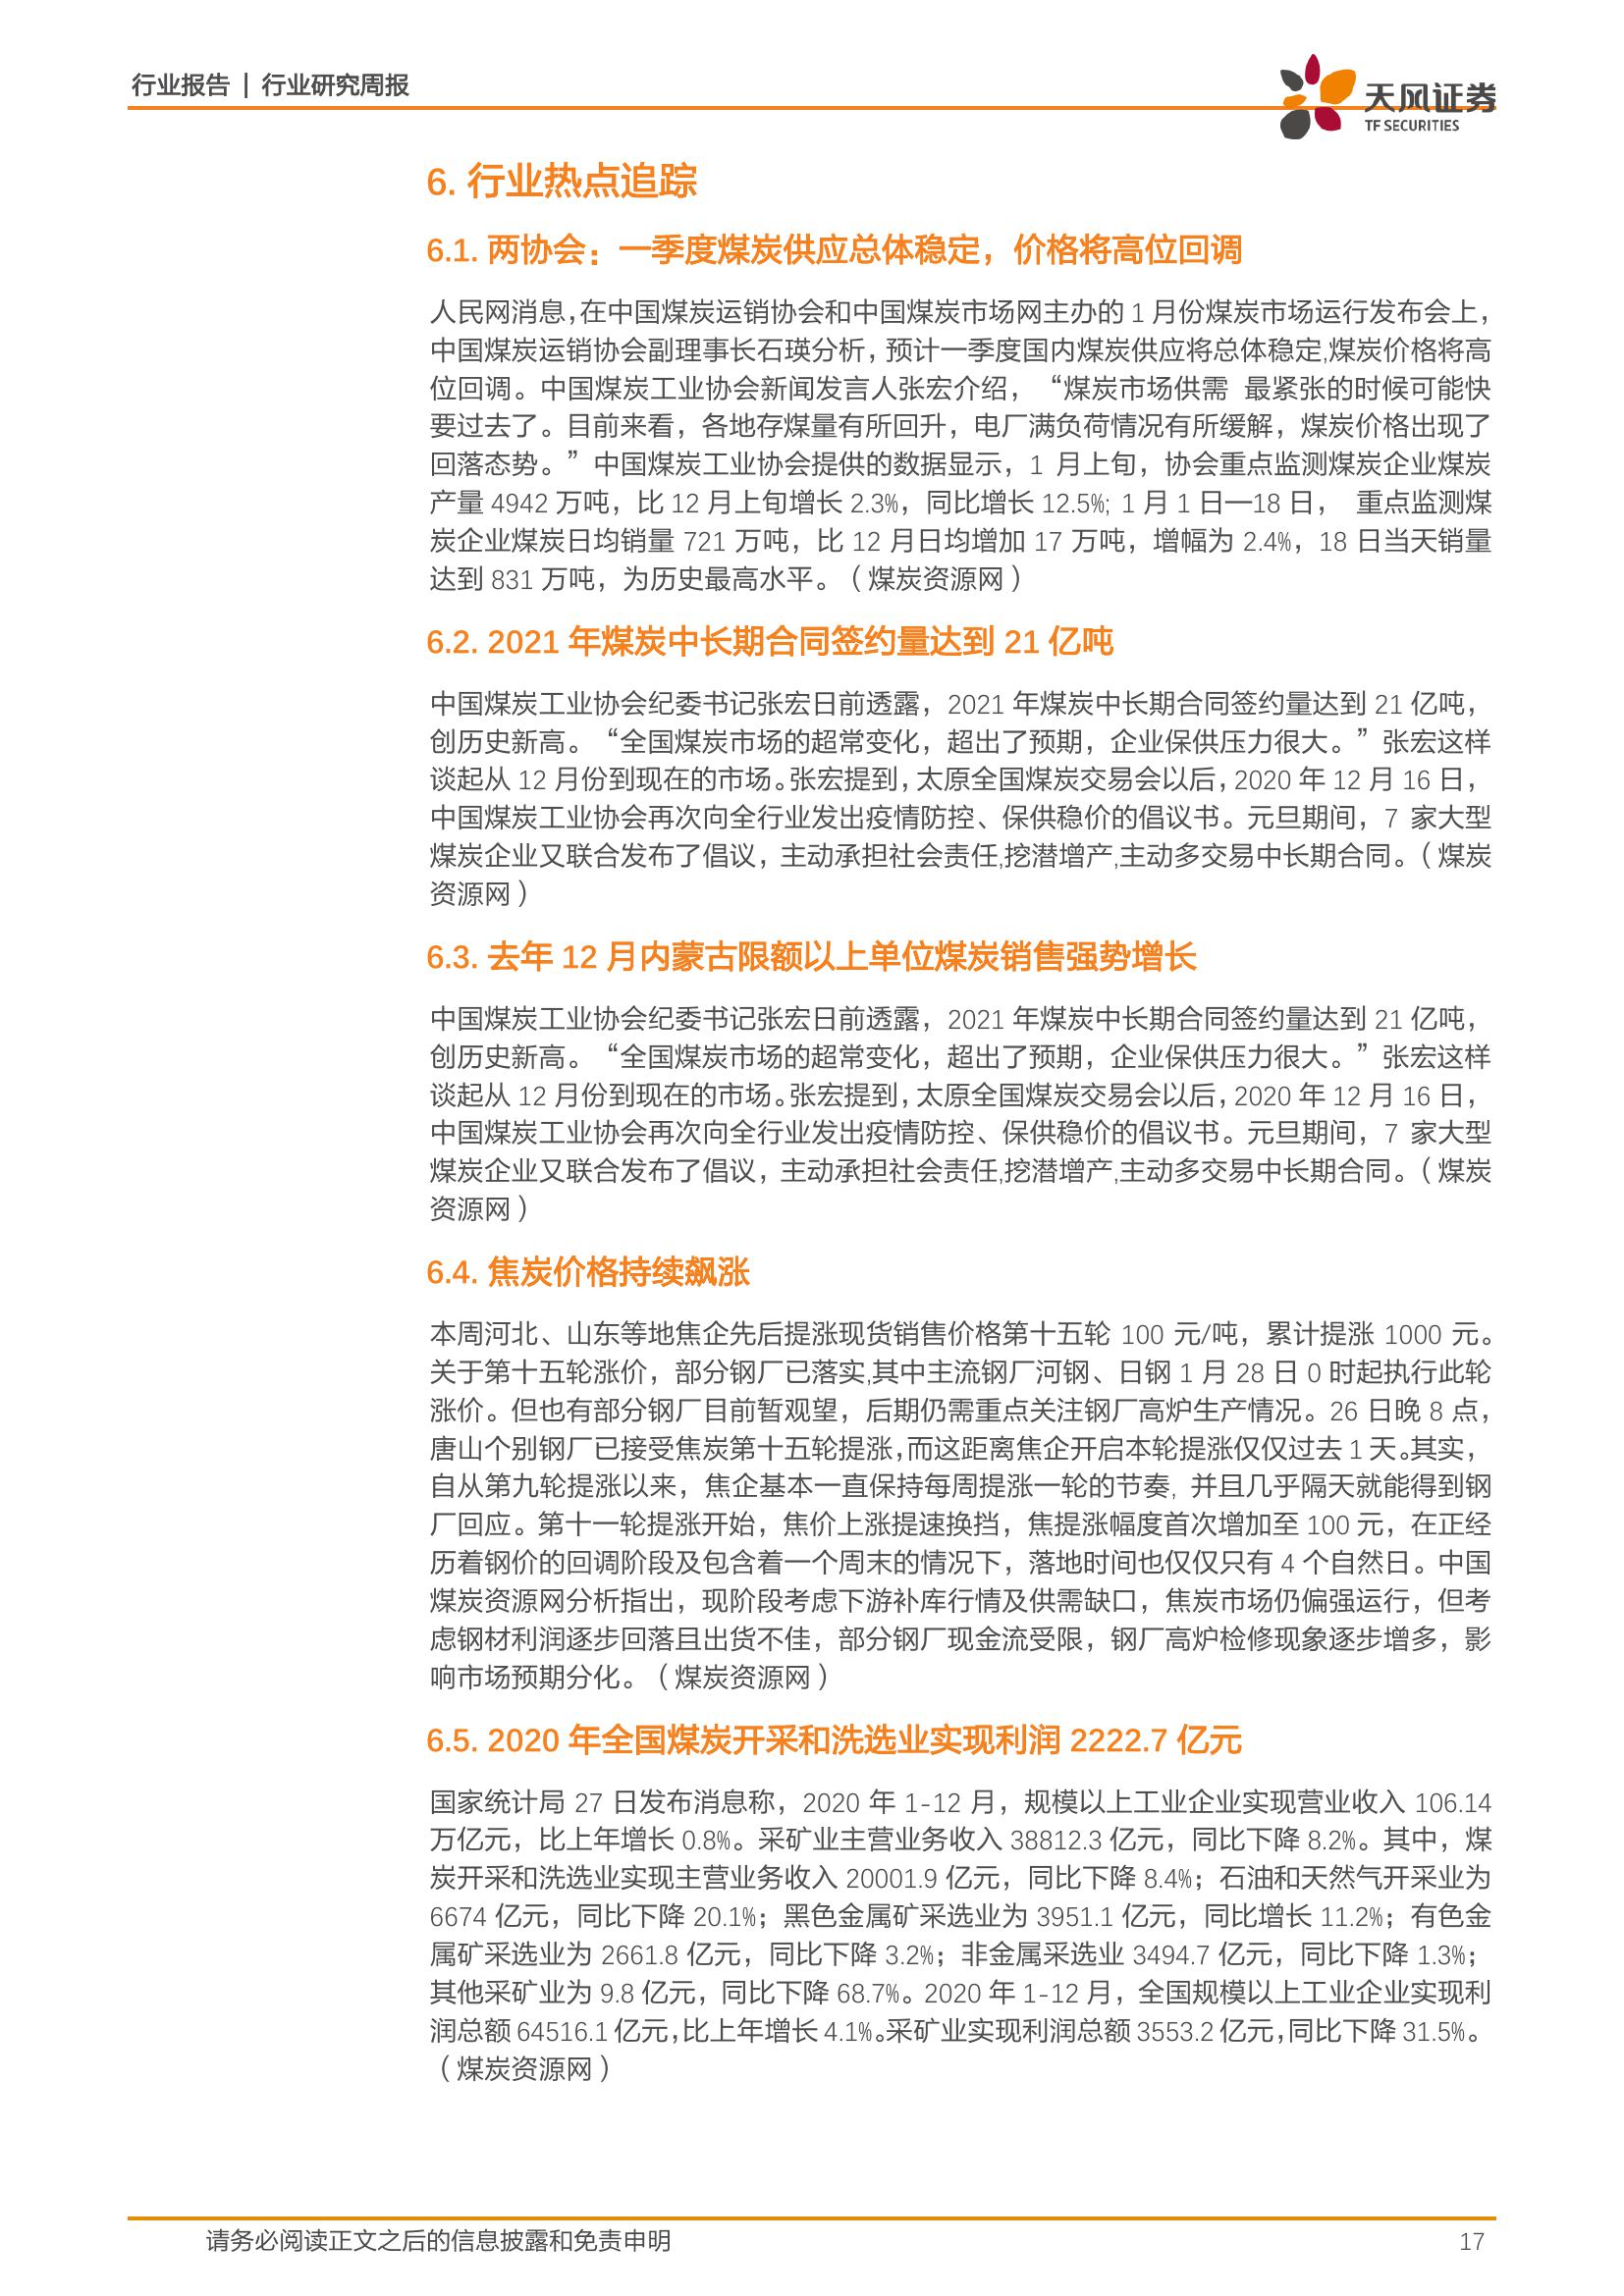 行业报告 | 行业研究周报
天风证券
TF SECURITIES
6. 行业热点追踪
6.1. 两协会：一季度煤炭供应总体稳定，价格将高位回调
人民网消息，在中国煤炭运销协会和中国煤炭市场网主办的 1 月份煤炭市场运行发布会上，
中国煤炭运销协会副理事长石瑛分析，预计一季度国内煤炭供应将总体稳定,煤炭价格将高
位回调。中国煤炭工业协会新闻发言人张宏介绍，“煤炭市场供需 最紧张的时候可能快
要过去了。目前来看，各地存煤量有所回升，电厂满负荷情况有所缓解，煤炭价格出现了
回落态势。”中国煤炭工业协会提供的数据显示，1 月上旬，协会重点监测煤炭企业煤炭
产量 4942 万吨，比 12 月上旬增长 2.3%，同比增长 12.5%; 1 月 1 日—18 日， 重点监测煤
炭企业煤炭日均销量 721 万吨，比 12 月日均增加 17 万吨，增幅为 2.4%，18 日当天销量
达到 831 万吨，为历史最高水平。（煤炭资源网）
6.2. 2021 年煤炭中长期合同签约量达到 21 亿吨
中国煤炭工业协会纪委书记张宏日前透露，2021 年煤炭中长期合同签约量达到 21 亿吨，
创历史新高。“全国煤炭市场的超常变化，超出了预期，企业保供压力很大。”张宏这样
谈起从 12 月份到现在的市场。张宏提到，太原全国煤炭交易会以后，2020 年 12 月 16 日，
中国煤炭工业协会再次向全行业发出疫情防控、保供稳价的倡议书。元旦期间，7 家大型
煤炭企业又联合发布了倡议，主动承担社会责任,挖潜增产,主动多交易中长期合同。（煤炭
资源网）
6.3. 去年 12 月内蒙古限额以上单位煤炭销售强势增长
中国煤炭工业协会纪委书记张宏日前透露，2021 年煤炭中长期合同签约量达到 21 亿吨，
创历史新高。“全国煤炭市场的超常变化，超出了预期，企业保供压力很大。”张宏这样
谈起从 12 月份到现在的市场。张宏提到，太原全国煤炭交易会以后，2020 年 12 月 16 日，
中国煤炭工业协会再次向全行业发出疫情防控、保供稳价的倡议书。元旦期间，7 家大型
煤炭企业又联合发布了倡议，主动承担社会责任,挖潜增产,主动多交易中长期合同。（煤炭
资源网）
6.4. 焦炭价格持续飙涨
本周河北、山东等地焦企先后提涨现货销售价格第十五轮 100 元/吨，累计提涨 1000 元。
关于第十五轮涨价，部分钢厂已落实,其中主流钢厂河钢、日钢 1 月 28 日 0 时起执行此轮
涨价。但也有部分钢厂目前暂观望，后期仍需重点关注钢厂高炉生产情况。26 日晚 8 点，
唐山个别钢厂已接受焦炭第十五轮提涨，而这距离焦企开启本轮提涨仅仅过去 1 天。其实，
自从第九轮提涨以来，焦企基本一直保持每周提涨一轮的节奏, 并且几乎隔天就能得到钢
厂回应。第十一轮提涨开始，焦价上涨提速换挡，焦提涨幅度首次增加至 100 元，在正经
历着钢价的回调阶段及包含着一个周末的情况下，落地时间也仅仅只有 4 个自然日。中国
煤炭资源网分析指出，现阶段考虑下游补库行情及供需缺口，焦炭市场仍偏强运行，但考
虑钢材利润逐步回落且出货不佳，部分钢厂现金流受限，钢厂高炉检修现象逐步增多，影
响市场预期分化。（煤炭资源网）
6.5. 2020 年全国煤炭开采和洗选业实现利润 2222.7 亿元
国家统计局 27 日发布消息称，2020 年 1-12 月，规模以上工业企业实现营业收入 106.14
万亿元，比上年增长 0.8%。采矿业主营业务收入 38812.3 亿元，同比下降 8.2%。其中，煤
炭开采和洗选业实现主营业务收入 20001.9 亿元，同比下降 8.4%；石油和天然气开采业为
6674 亿元，同比下降 20.1%；黑色金属矿采选业为 3951.1 亿元，同比增长 11.2%；有色金
属矿采选业为 2661.8 亿元，同比下降 3.2%；非金属采选业 3494.7 亿元，同比下降 1.3%；
其他采矿业为 9.8 亿元，同比下降 68.7%。2020 年 1-12 月，全国规模以上工业企业实现利
润总额 64516.1 亿元，比上年增长 4.1%。采矿业实现利润总额 3553.2 亿元，同比下降 31.5%。
（煤炭资源网）
请务必阅读正文之后的信息披露和免责申明
17